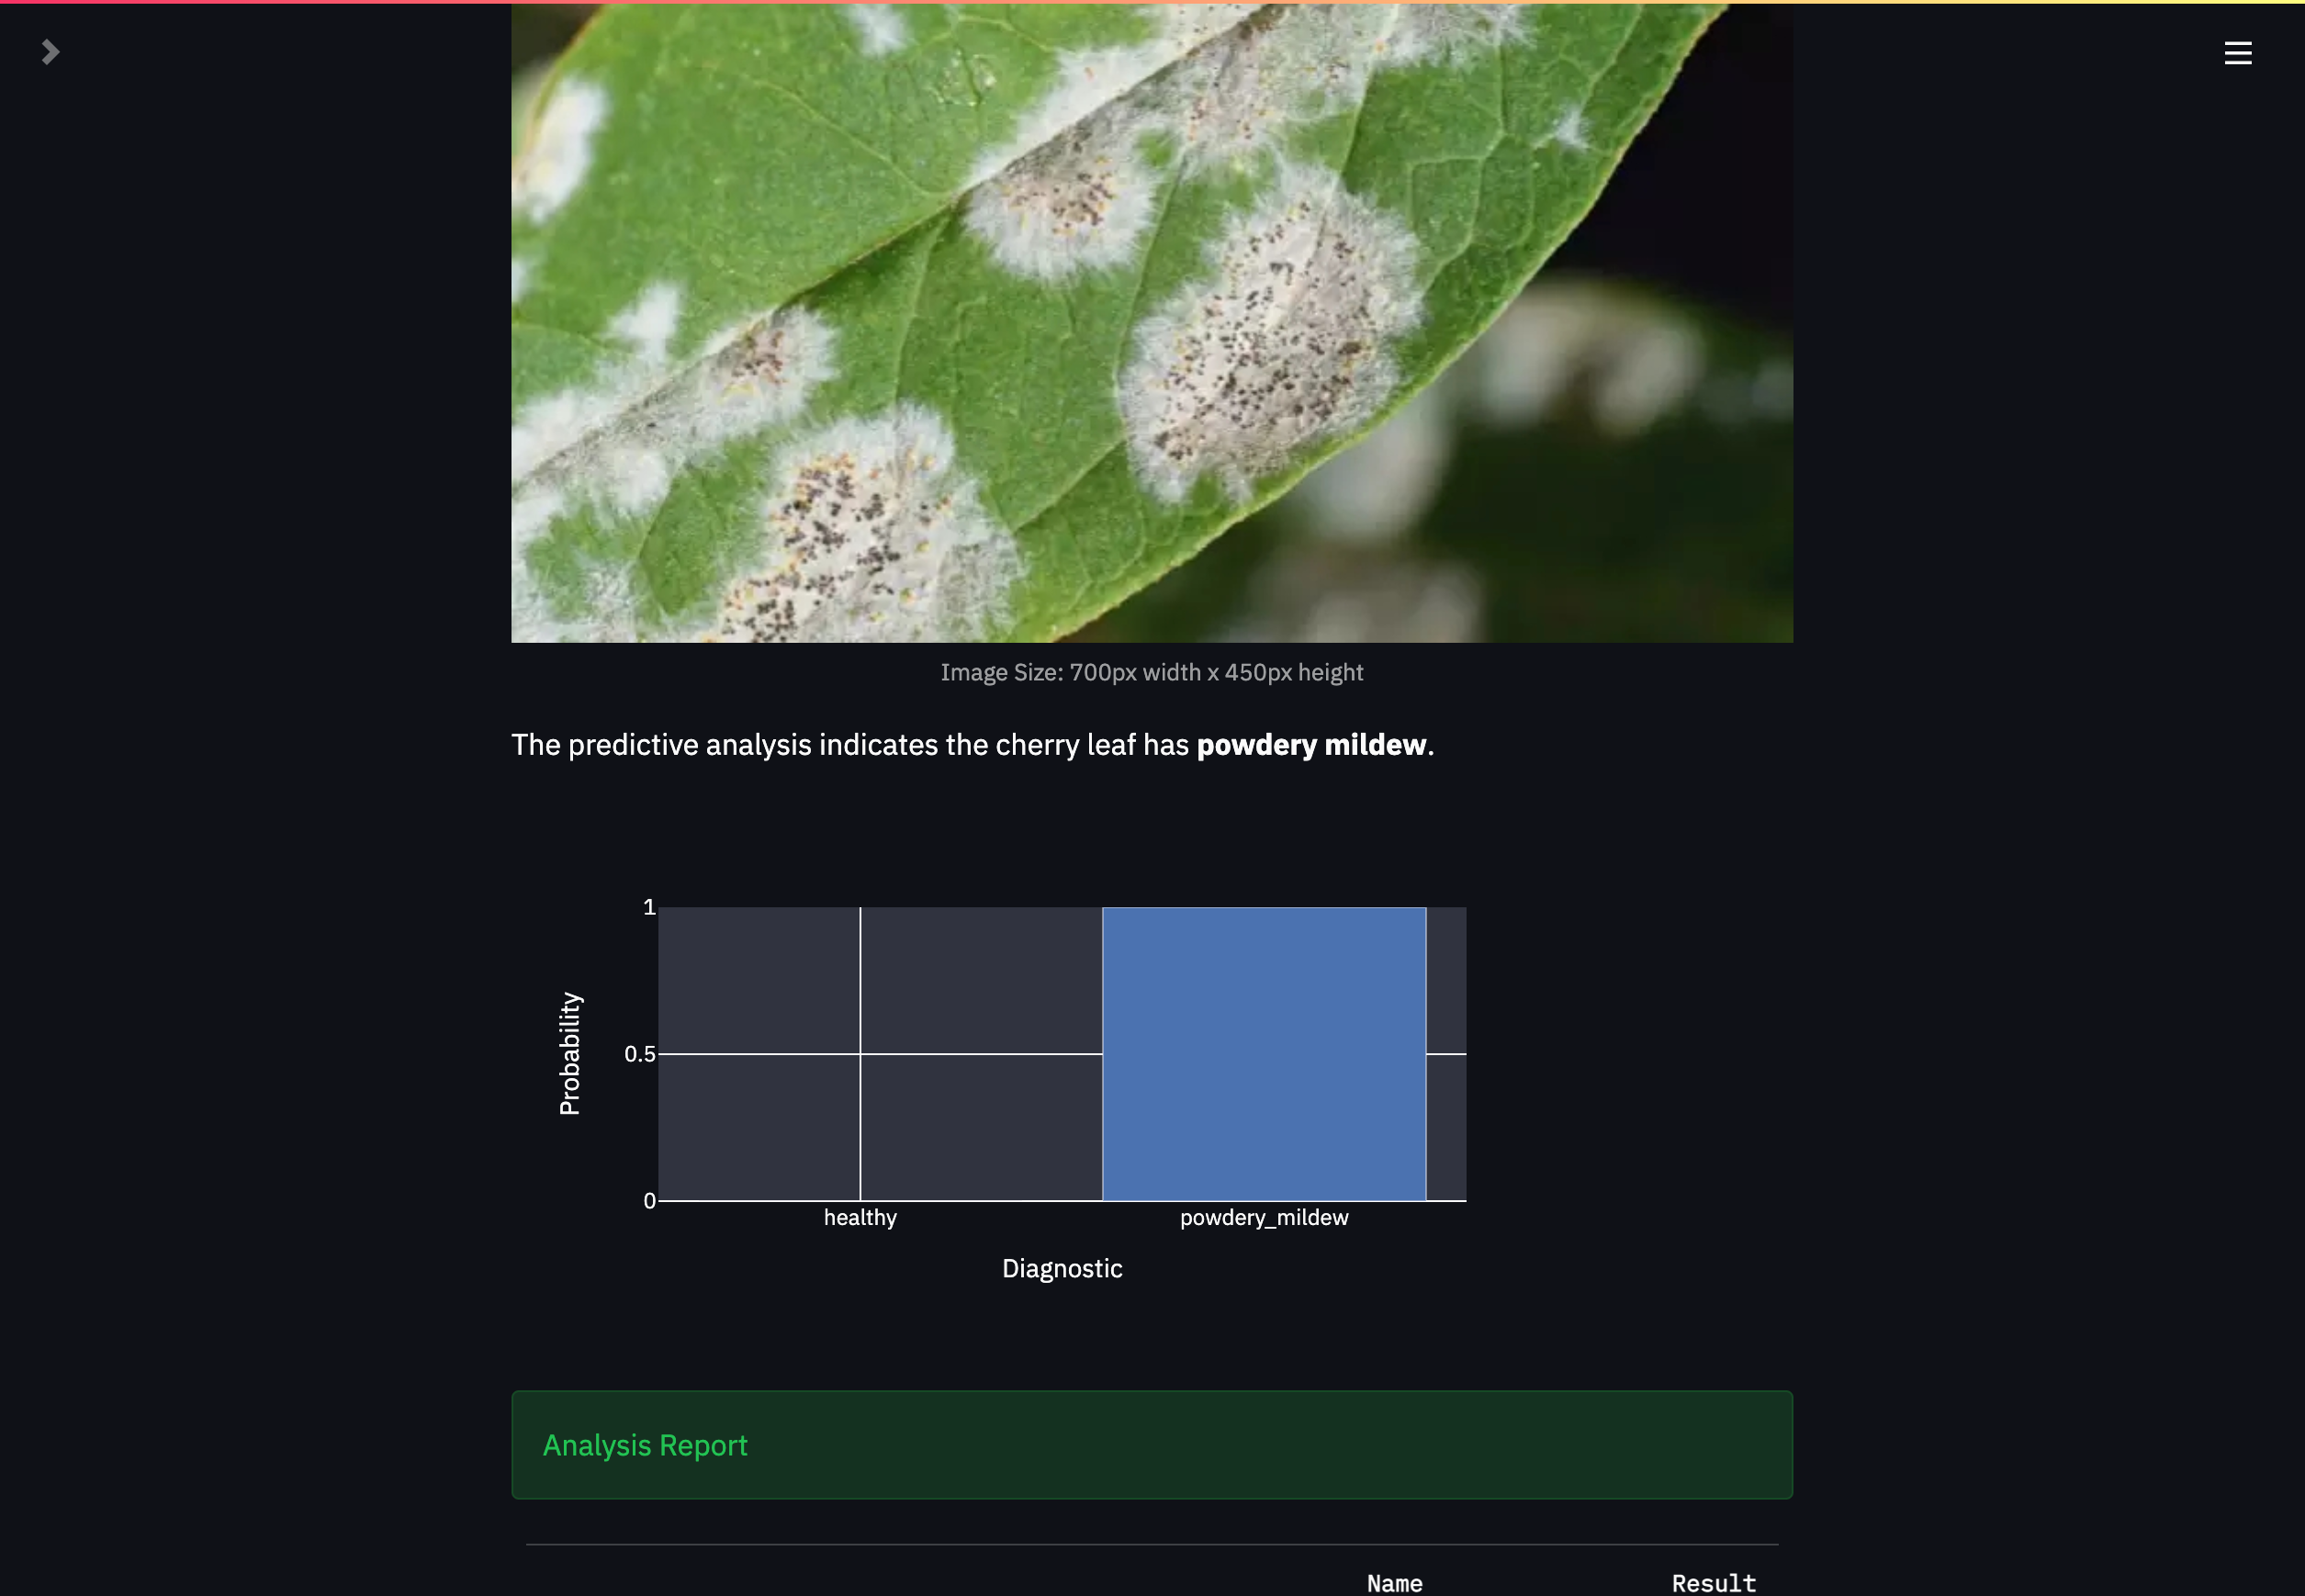 Image Size: 700px width x 450px height
The predictive analysis indicates the cherry leaf has powdery mildew.
1
0.5
0
Probability
healthy powdery_mildew
Diagnostic
Analysis Report
Name Result